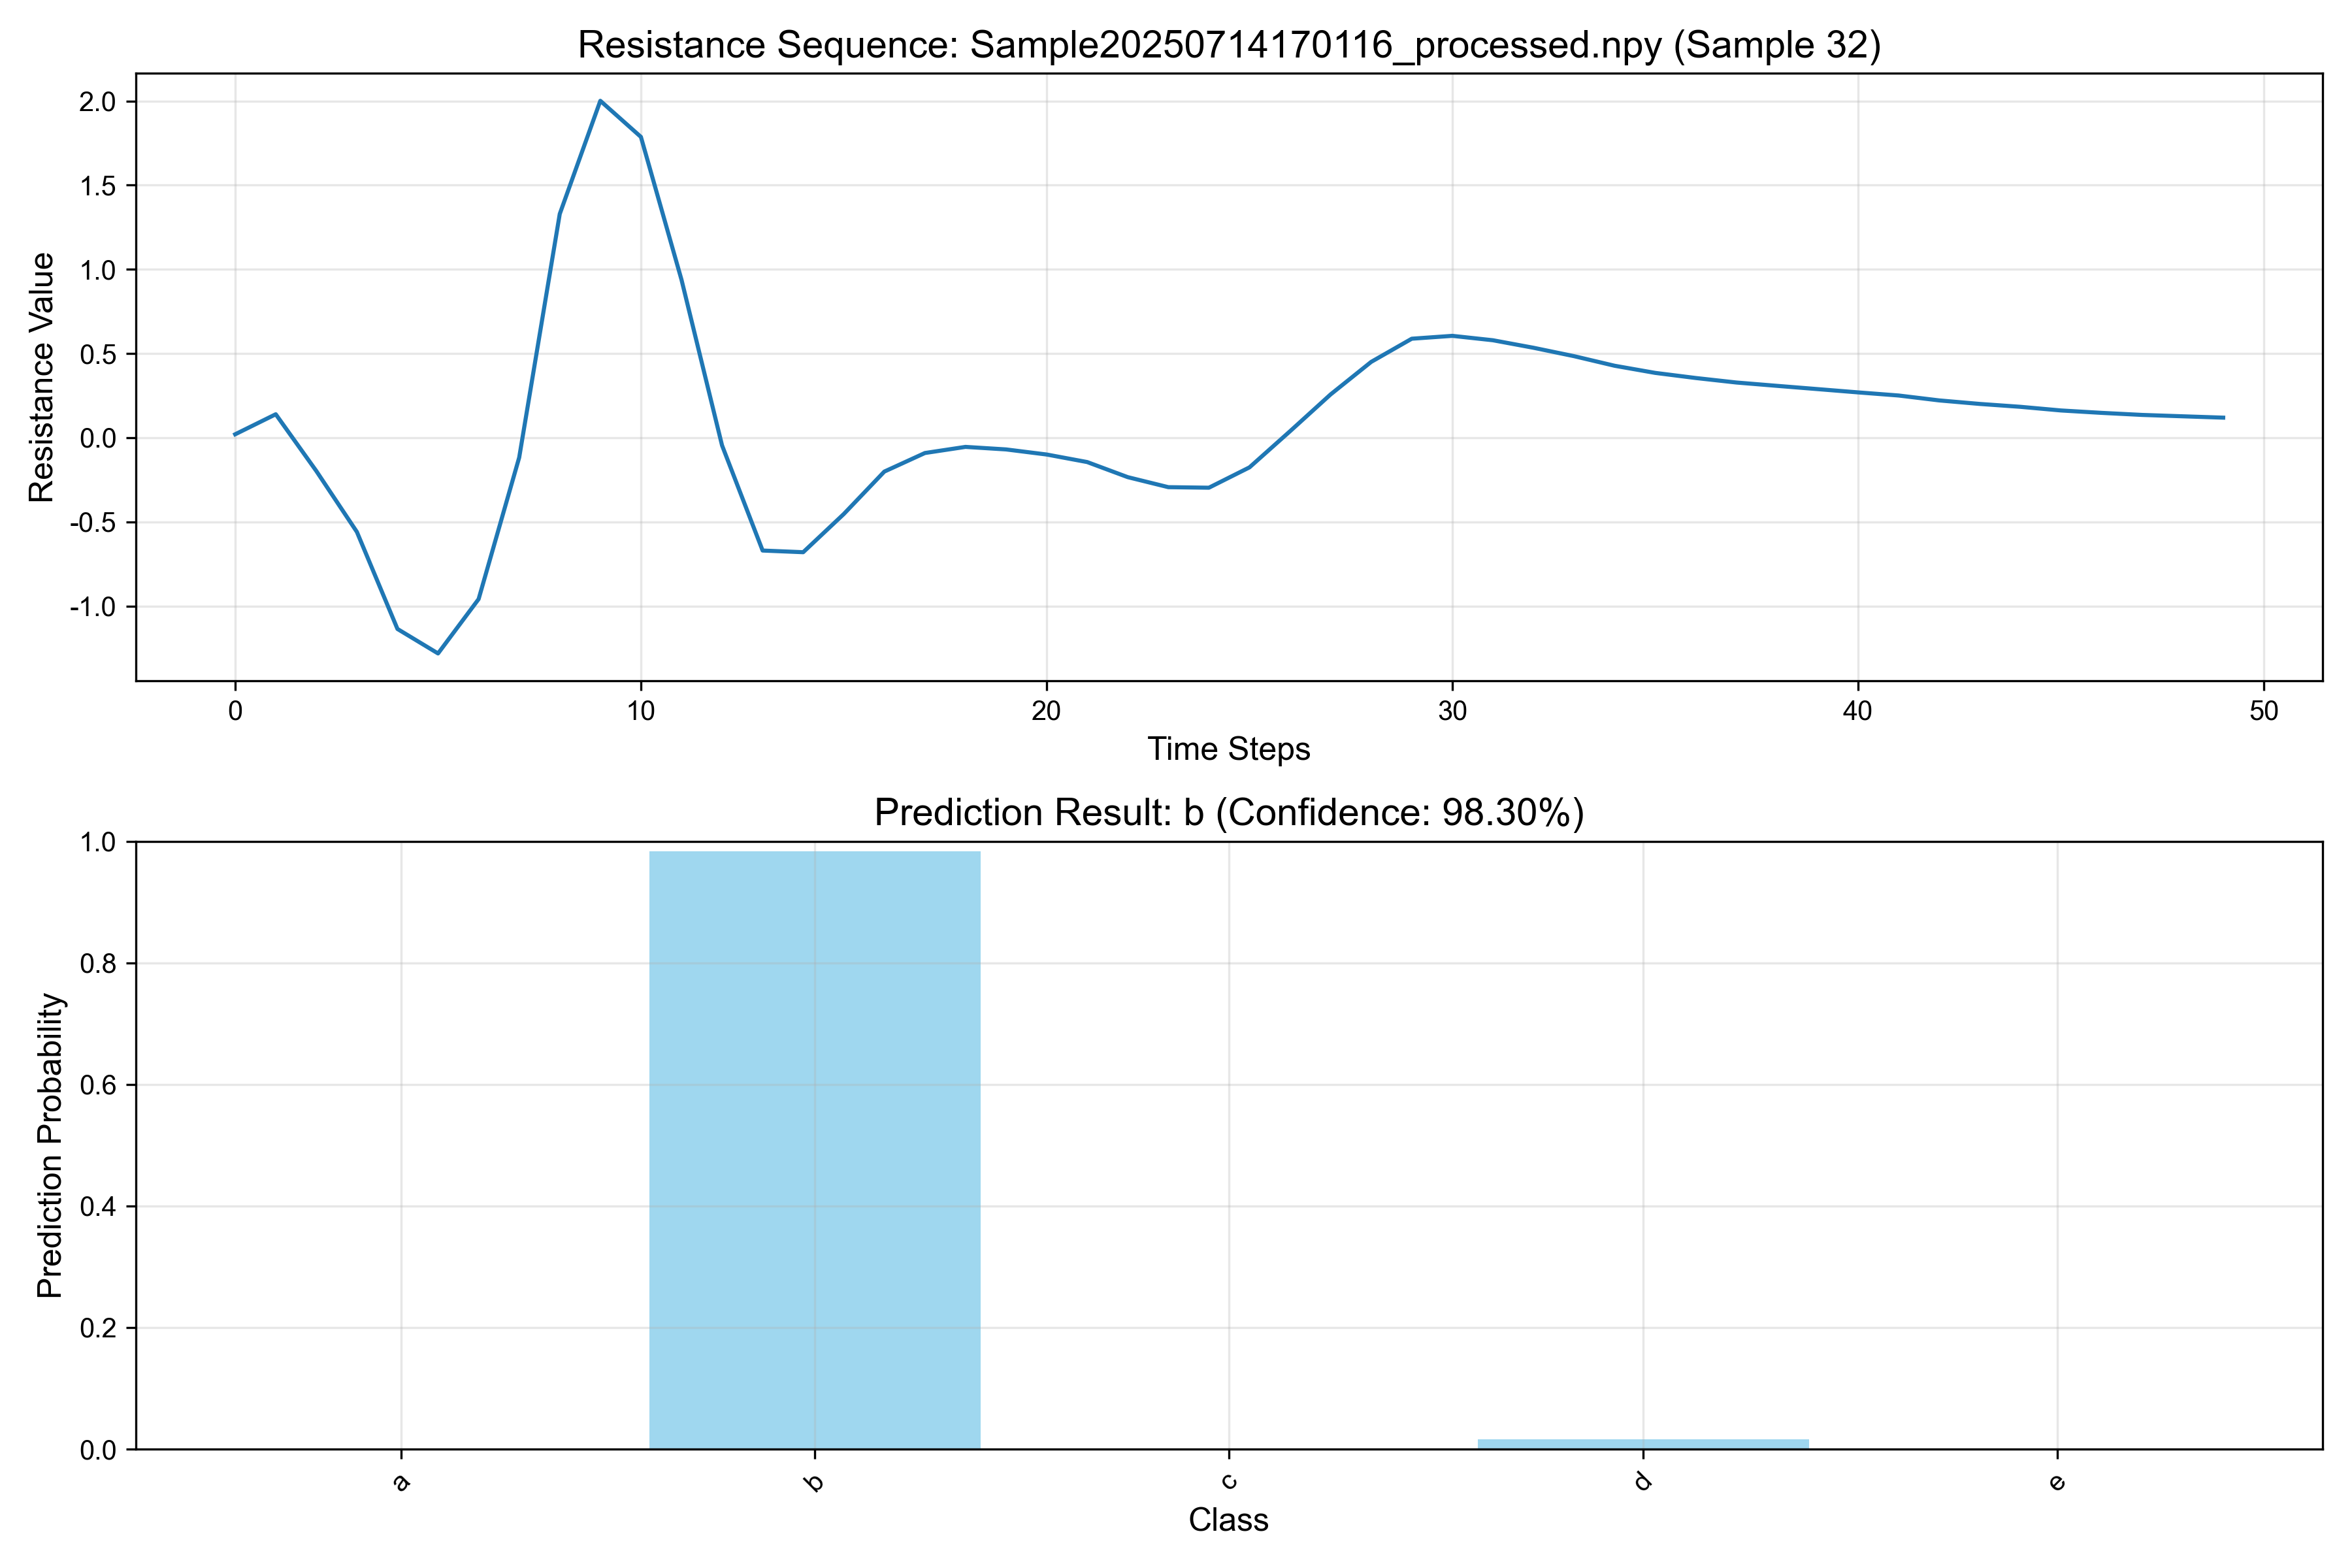 Resistance Sequence: Sample20250714170116_processed.npy (Sample 32)
Resistance Value
2.0
1.5
1.0
0.5
0.0
-0.5
-1.0
0 10 20 30 40 50
Time Steps
Prediction Result: b (Confidence: 98.30%)
Prediction Probability
1.0
0.8
0.6
0.4
0.2
0.0
a b c d e
Class